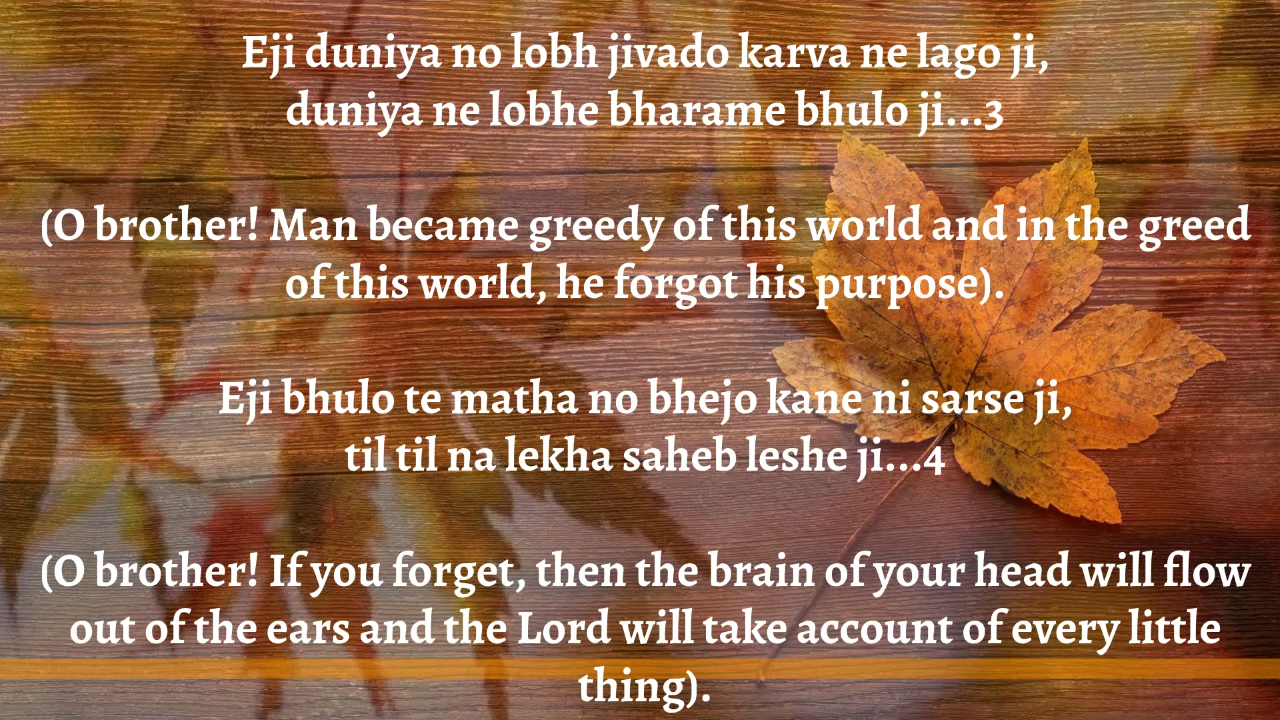 Eji duniya no lobh jivado karva ne lago ji,
duniya ne lobhe bharame bhulo ji...3
(O brother! Man became greedy of this world and in the greed
of this world, he forgot his purpose).
Eji bhulo te matha no bhejo kane ni sarse ji,
til til na lekha saheb leshe ji...4
(O brother! If you forget, then the brain of your head will flow
out of the ears and the Lord will take account of every little
thing).